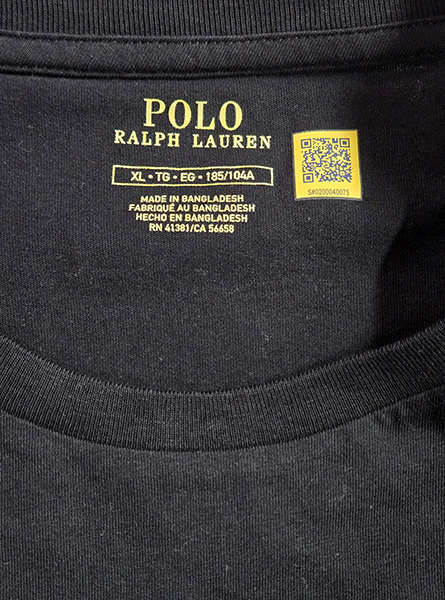 POLO
RALPH LAUREN
XL • TG • EG • 185/104A
MADE IN BANGLADESH
FABRIQUÉ AU BANGLADESH
HECHO EN BANGLADESH
RN 41381/CA 56658
S#0200040075